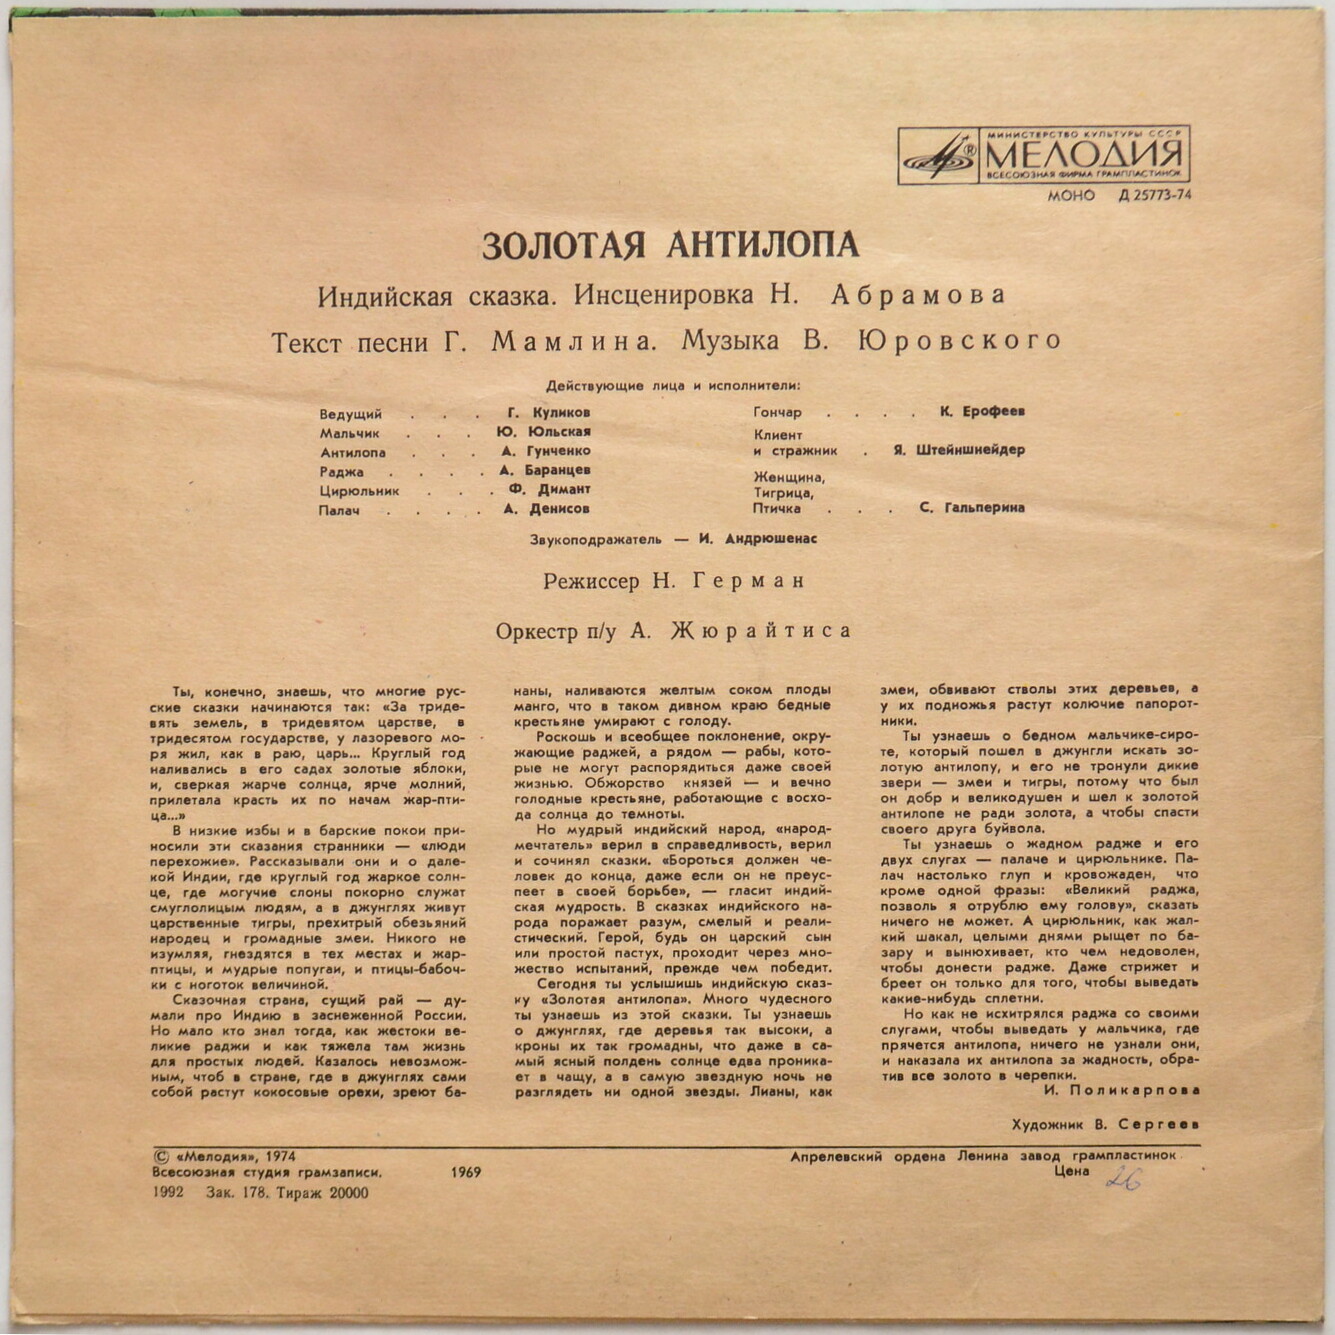 МИНИСТЕРСТВО КУЛЬТУРЫ СССР
МЕЛОДИЯ
ВСЕСОЮЗНАЯ ФИРМА ГРАМПЛАСТИНОК
МОНО Д 25773-74
ЗОЛОТАЯ АНТИЛОПА
Индийская сказка. Инсценировка Н. Абрамова
Текст песни Г. Мамлина. Музыка В. Юровского
Действующие лица и исполнители:
Ведущий . . . Г. Куликов
Мальчик . . . Ю. Юльская
Антилопа . . . А. Гунченко
Раджа . . . . А. Баранцев
Цирюльник . . . Ф. Димант
Палач . . . . А. Денисов
Гончар . . . . К. Ерофеев
Клиент
и стражник . Я. Штейншнейдер
Женщина,
Тигрица,
Птичка . . . С. Гальперина
Звукоподражатель — И. Андрюшенас
Режиссер Н. Герман
Оркестр п/у А. Жюрайтиса
Ты, конечно, знаешь, что многие рус-
ские сказки начинаются так: «За триде-
вять земель, в тридевятом царстве, в
тридесятом государстве, у лазоревого мо-
ря жил, как в раю, царь... Круглый год
наливались в его садах золотые яблоки,
и, сверкая жарче солнца, ярче молний,
прилетала красть их по начам жар-пти-
ца...»
В низкие избы и в барские покои при-
носили эти сказания странники — «люди
перехожие». Рассказывали они и о дале-
кой Индии, где круглый год жаркое солн-
це, где могучие слоны покорно служат
смуглолицым людям, а в джунглях живут
царственные тигры, прехитрый обезьяний
народец и громадные змеи. Никого не
изумляя, гнездятся в тех местах и жар-
птицы, и мудрые попугаи, и птицы-бабоч-
ки с ноготок величиной.
Сказочная страна, сущий рай — ду-
мали про Индию в заснеженной России.
Но мало кто знал тогда, как жестоки ве-
ликие раджи и как тяжела там жизнь
для простых людей. Казалось невозмож-
ным, чтоб в стране, где в джунглях сами
собой растут кокосовые орехи, зреют ба-
наны, наливаются желтым соком плоды
манго, что в таком дивном краю бедные
крестьяне умирают с голоду.
Роскошь и всеобщее поклонение, окру-
жающие раджей, а рядом — рабы, кото-
рые не могут распорядиться даже своей
жизнью. Обжорство князей — и вечно
голодные крестьяне, работающие с восхо-
да солнца до темноты.
Но мудрый индийский народ, «народ-
мечтатель» верил в справедливость, верил
и сочинял сказки. «Бороться должен че-
ловек до конца, даже если он не преус-
пеет в своей борьбе», — гласит индий-
ская мудрость. В сказках индийского на-
рода поражает разум, смелый и реали-
стический. Герой, будь он царский сын
или простой пастух, проходит через мно-
жество испытаний, прежде чем победит.
Сегодня ты услышишь индийскую сказ-
ку «Золотая антилопа». Много чудесного
ты узнаешь из этой сказки. Ты узнаешь
о джунглях, где деревья так высоки, а
кроны их так громадны, что даже в са-
мый ясный полдень солнце едва проника-
ет в чащу, а в самую звездную ночь не
разглядеть ни одной звезды. Лианы, как
змеи, обвивают стволы этих деревьев, а
у их подножья растут колючие папорот-
ники.
Ты узнаешь о бедном мальчике-сиро-
те, который пошел в джунгли искать зо-
лотую антилопу, и его не тронули дикие
звери — змеи и тигры, потому что был
он добр и великодушен и шел к золотой
антилопе не ради золота, а чтобы спасти
своего друга буйвола.
Ты узнаешь о жадном радже и его
двух слугах — палаче и цирюльнике. Па-
лач настолько глуп и кровожаден, что
кроме одной фразы: «Великий раджа,
позволь я отрублю ему голову», сказать
ничего не может. А цирюльник, как жал-
кий шакал, целыми днями рыщет по ба-
зару и вынюхивает, кто чем недоволен,
чтобы донести радже. Даже стрижет и
бреет он только для того, чтобы выведать
какие-нибудь сплетни.
Но как не исхитрялся раджа со своими
слугами, чтобы выведать у мальчика, где
прячется антилопа, ничего не узнали они,
и наказала их антилопа за жадность, обра-
тив все золото в черепки.
И. Поликарпова
Художник В. Сергеев
© «Мелодия», 1974
Всесоюзная студия грамзаписи. 1969
1992 Зак. 178. Тираж 20000
Апрелевский ордена Ленина завод грампластинок
Цена 26